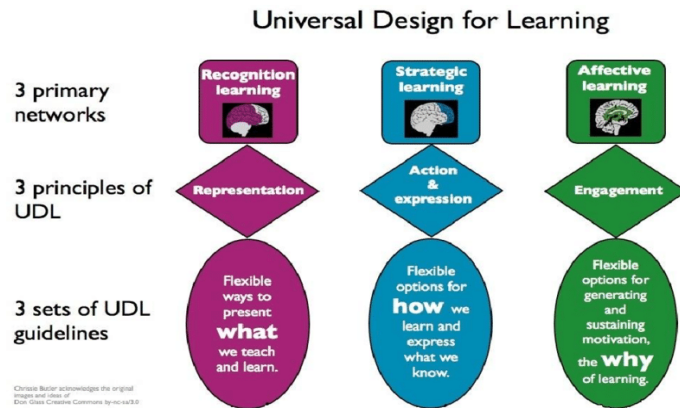 Universal Design for Learning
3 primary
networks
Recognition
learning
Strategic
learning
Affective
learning
3 principles of
UDL
Representation
Action
&
expression
Engagement
3 sets of UDL
guidelines
Flexible
ways to
present
what
we teach
and learn.
Flexible
options for
how we
learn and
express
what we
know.
Flexible
options for
generating
and
sustaining
motivation,
the why
of learning.
Chrissie Butler acknowledges the original
images and ideas of
Don Glass Creative Commons by-nc-sa/3.0